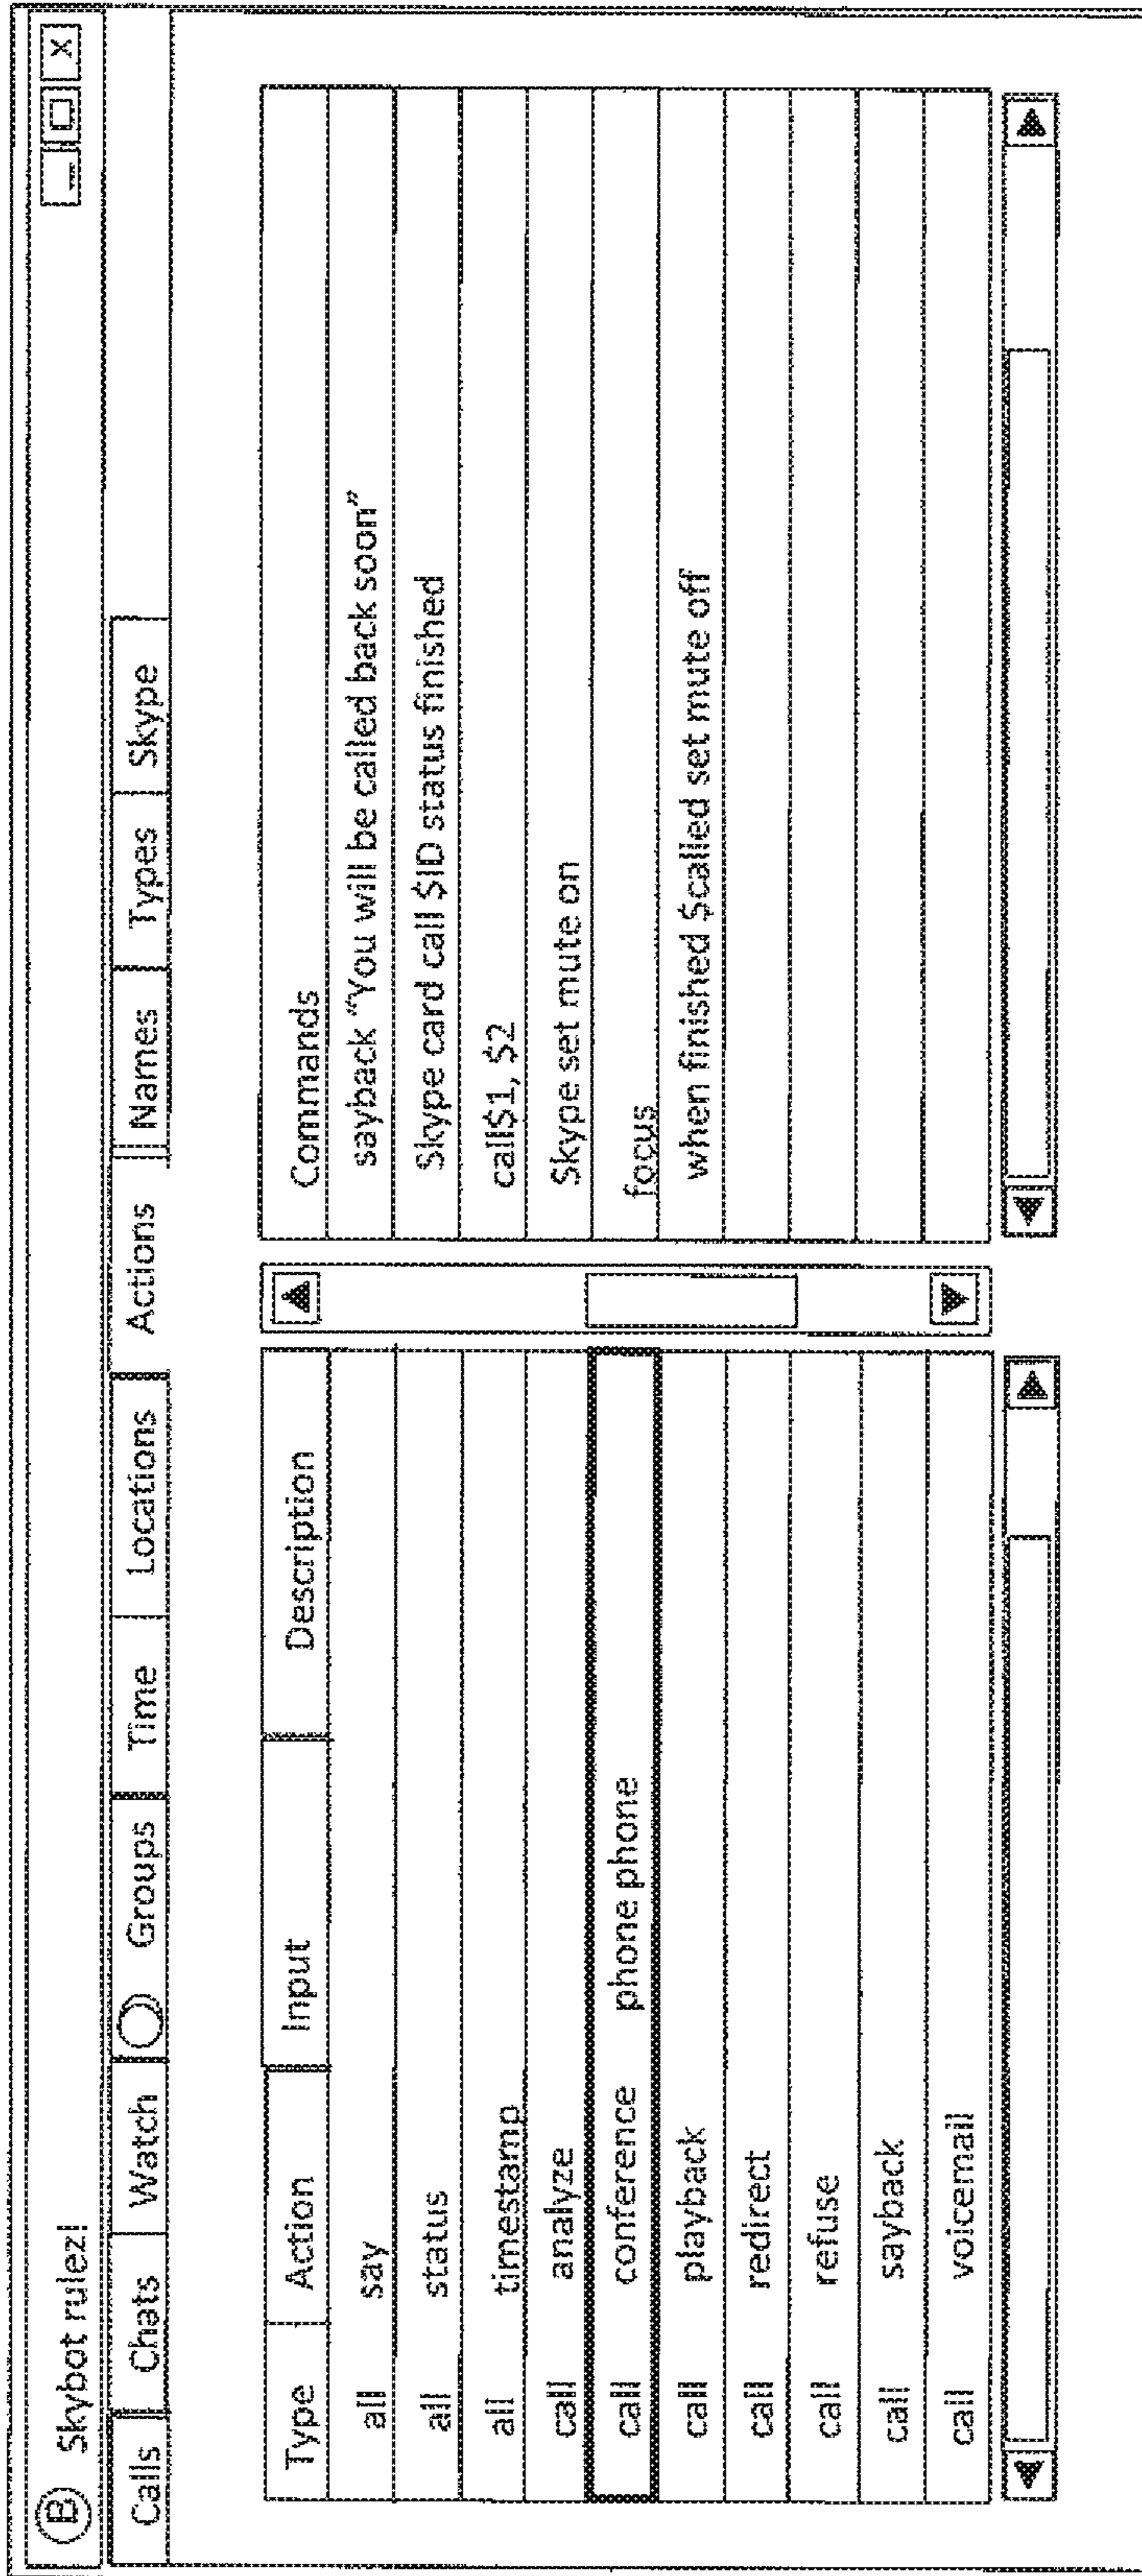 B Skybot rulez! _ □ X
Calls Chats Watch Groups Time Locations Actions Names Types Skype
Type Action Input Description
all say
all status
all timestamp
call analyze
call conference phone phone
call playback
call redirect
call refuse
call sayback
call voicemail
Commands
sayback “You will be called back soon”
Skype card call $ID status finished
call$1, $2
Skype set mute on
focus
when finished $called set mute off